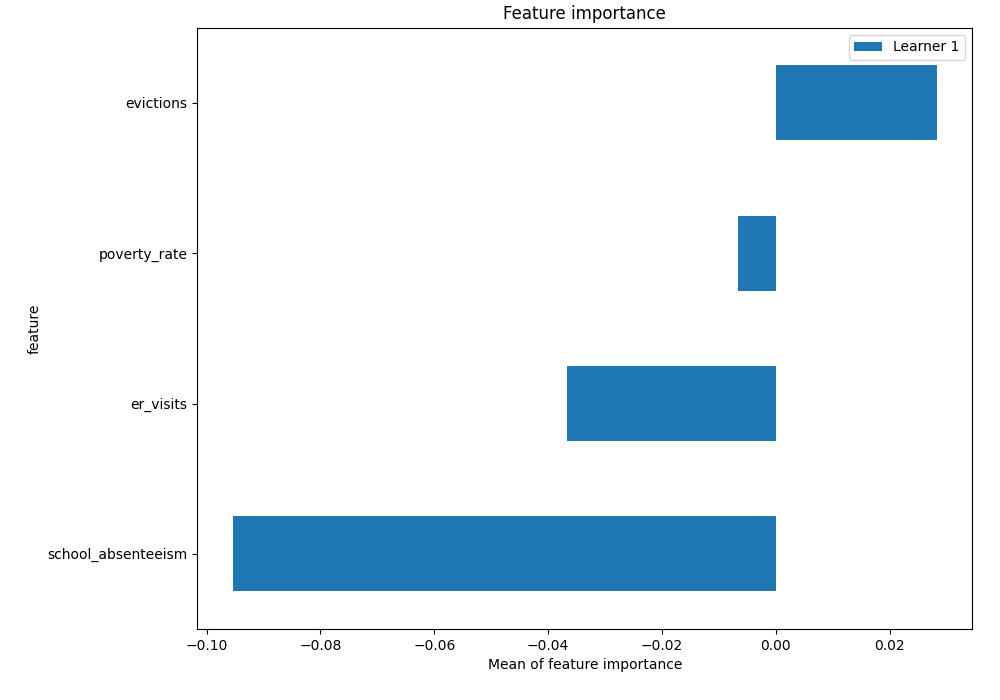 Feature importance
Learner 1
evictions
poverty_rate
er_visits
school_absenteeism
feature
−0.10 −0.08 −0.06 −0.04 −0.02 0.00 0.02
Mean of feature importance